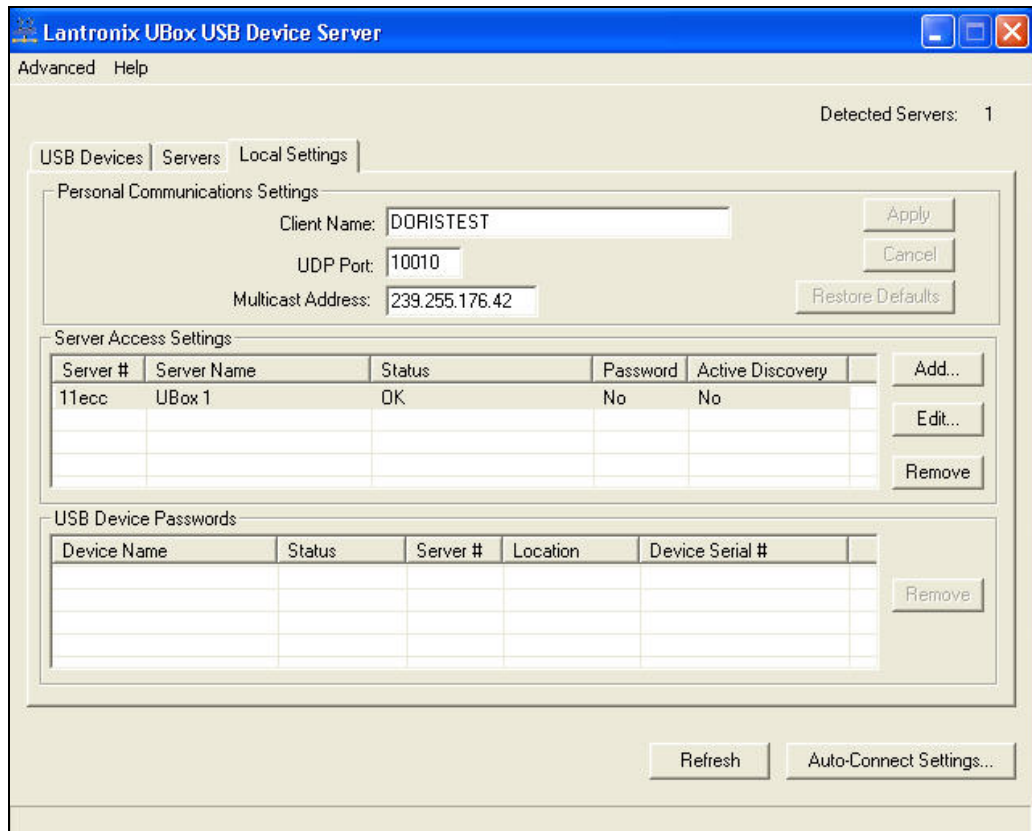 Lantronix UBox USB Device Server
Advanced Help
Detected Servers: 1
USB Devices Servers Local Settings
Personal Communications Settings
Client Name: DORISTEST Apply
UDP Port: 10010 Cancel
Multicast Address: 239.255.176.42 Restore Defaults
Server Access Settings
Server # Server Name Status Password Active Discovery Add...
11ecc UBox 1 OK No No
Edit...
Remove
USB Device Passwords
Device Name Status Server # Location Device Serial #
Remove
Refresh Auto-Connect Settings...